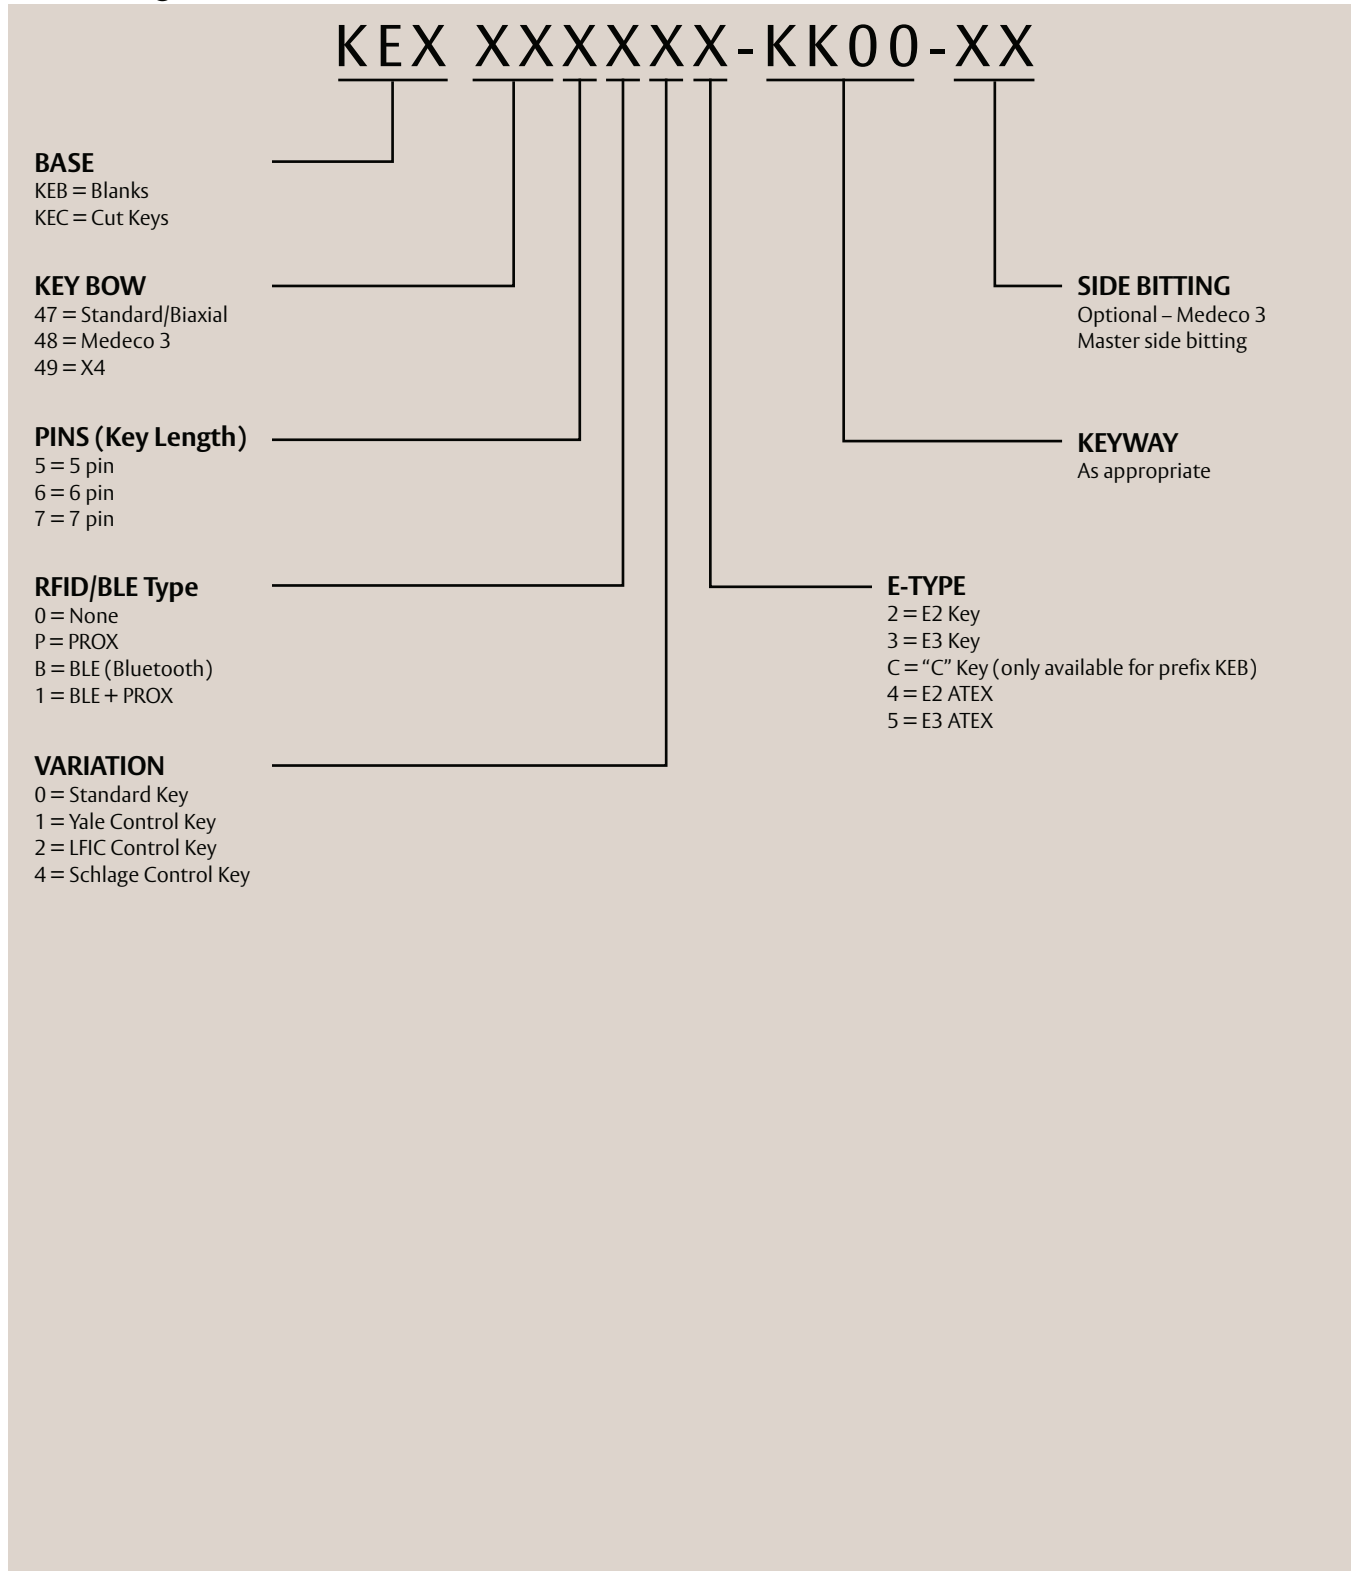 KEX XXXXXX-KK00-XX
BASE
KEB = Blanks
KEC = Cut Keys
KEY BOW
47 = Standard/Biaxial
48 = Medeco 3
49 = X4
PINS (Key Length)
5 = 5 pin
6 = 6 pin
7 = 7 pin
RFID/BLE Type
0 = None
P = PROX
B = BLE (Bluetooth)
1 = BLE + PROX
VARIATION
0 = Standard Key
1 = Yale Control Key
2 = LFIC Control Key
4 = Schlage Control Key
SIDE BITTING
Optional – Medeco 3
Master side bitting
KEYWAY
As appropriate
E-TYPE
2 = E2 Key
3 = E3 Key
C = “C” Key (only available for prefix KEB)
4 = E2 ATEX
5 = E3 ATEX